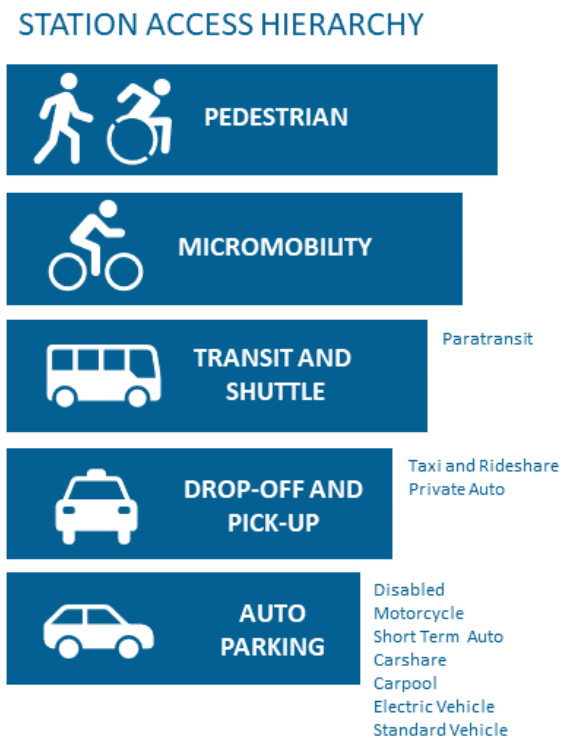 STATION ACCESS HIERARCHY
PEDESTRIAN
MICROMOBILITY
TRANSIT AND
SHUTTLE
Paratransit
DROP-OFF AND
PICK-UP
Taxi and Rideshare
Private Auto
AUTO
PARKING
Disabled
Motorcycle
Short Term Auto
Carshare
Carpool
Electric Vehicle
Standard Vehicle